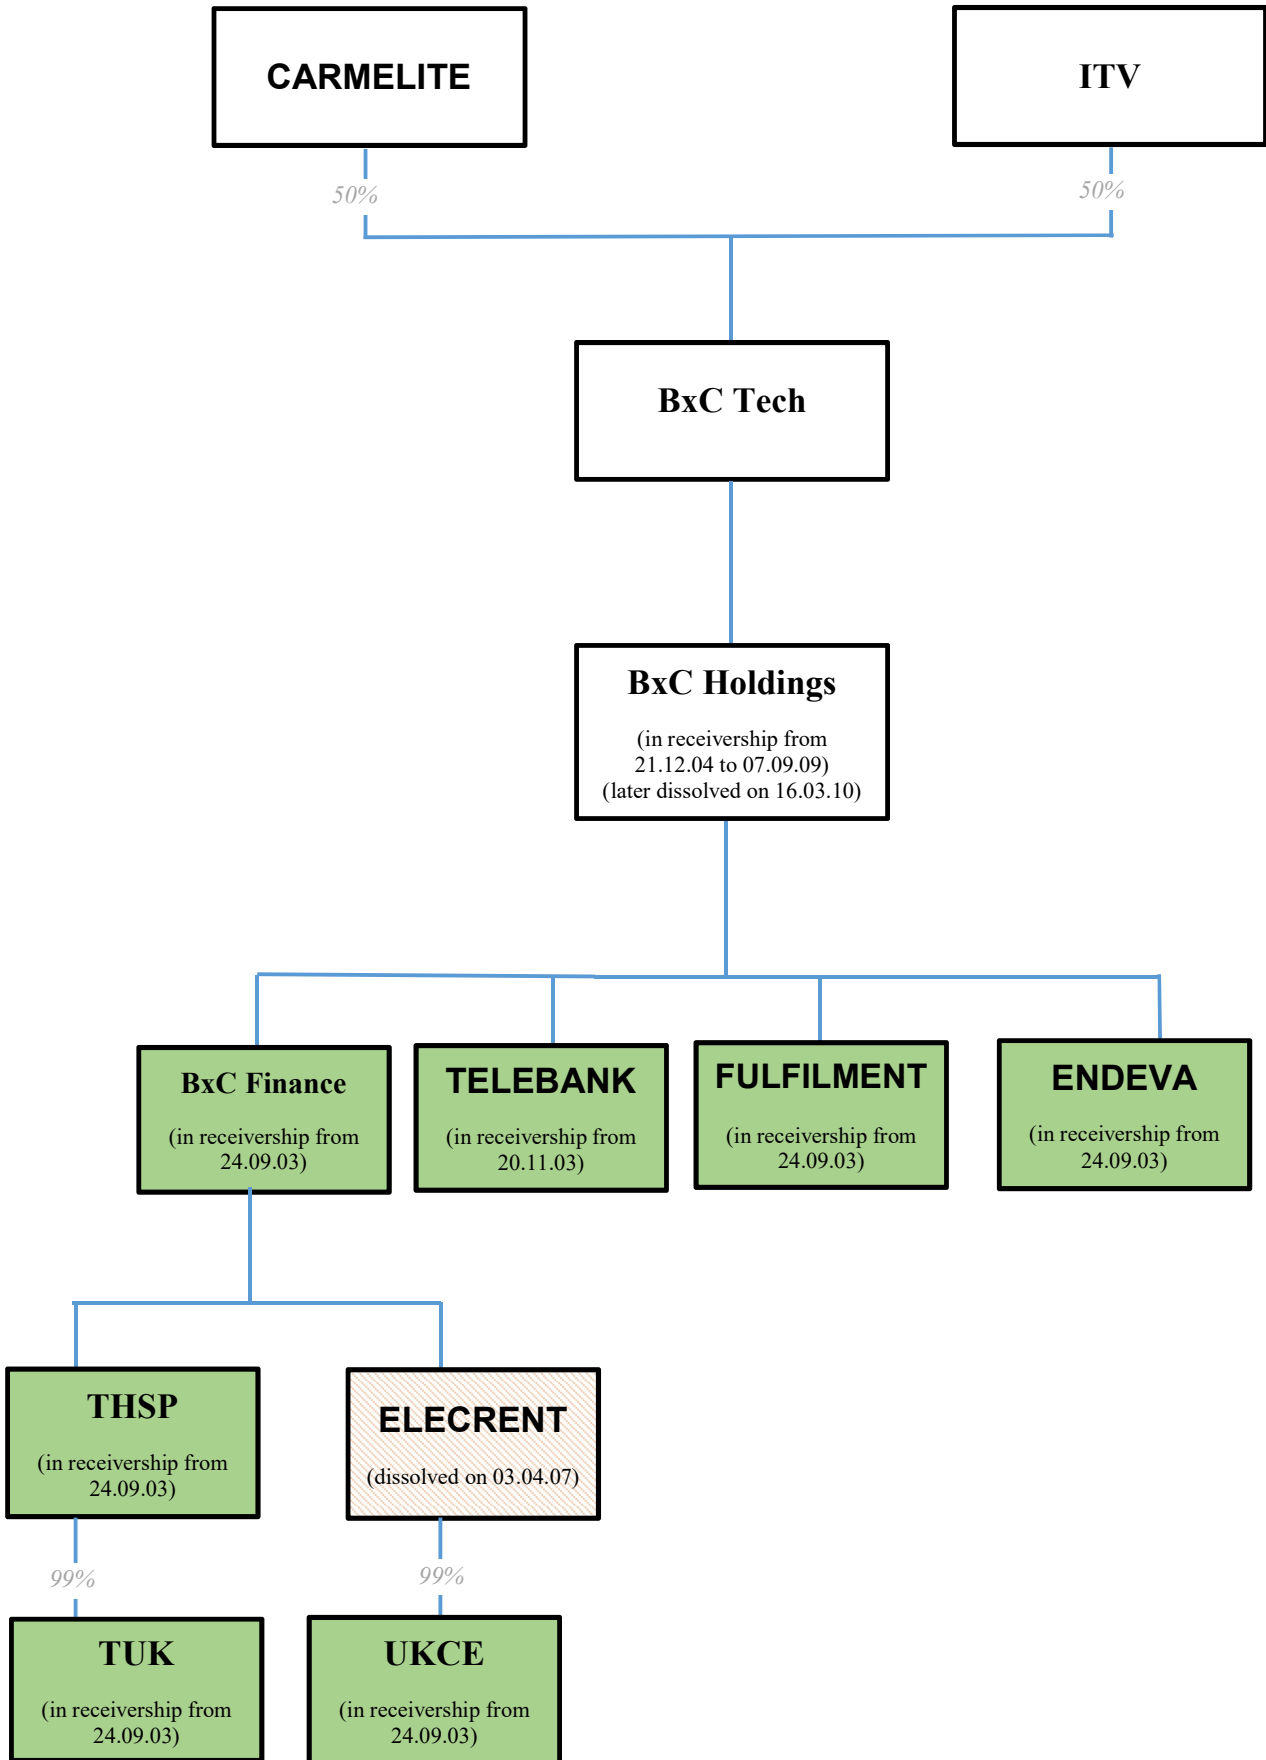 CARMELITE
ITV
50%
50%
BxC Tech
BxC Holdings
(in receivership from
21.12.04 to 07.09.09)
(later dissolved on 16.03.10)
BxC Finance
(in receivership from
24.09.03)
TELEBANK
(in receivership from
20.11.03)
FULFILMENT
(in receivership from
24.09.03)
ENDEVA
(in receivership from
24.09.03)
THSP
(in receivership from
24.09.03)
ELECRENT
(dissolved on 03.04.07)
99%
99%
TUK
(in receivership from
24.09.03)
UKCE
(in receivership from
24.09.03)